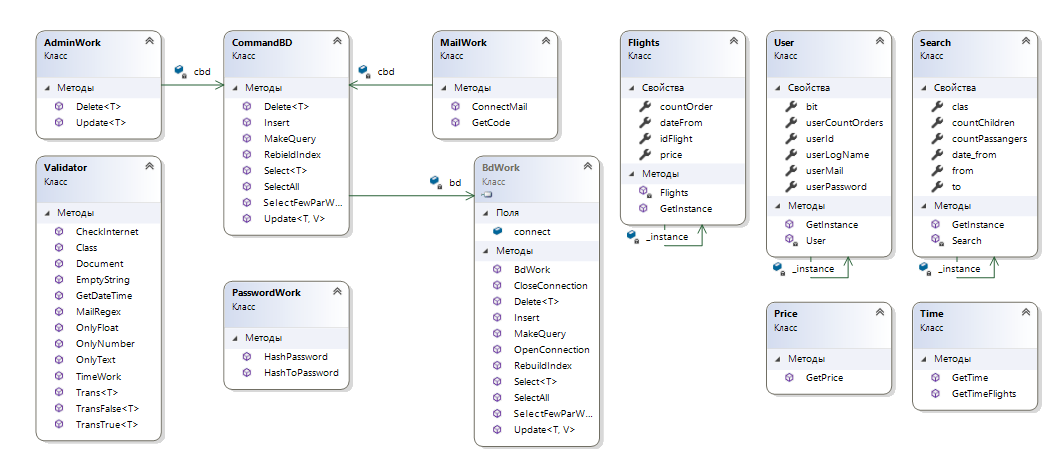 AdminWork
Класс
Методы
Delete<T>
Update<T>
cbd
CommandBD
Класс
Методы
Delete<T>
Insert
MakeQuery
RebieldIndex
Select<T>
SelectAll
SelectFewParW...
Update<T, V>
cbd
MailWork
Класс
Методы
ConnectMail
GetCode
Flights
Класс
Свойства
countOrder
dateFrom
idFlight
price
Методы
Flights
GetInstance
_instance
User
Класс
Свойства
bit
userCountOrders
userId
userLogName
userMail
userPassword
Методы
GetInstance
User
_instance
Search
Класс
Свойства
clas
countChildren
countPassangers
date_from
from
to
Методы
GetInstance
Search
_instance
Validator
Класс
Методы
CheckInternet
Class
Document
EmptyString
GetDateTime
MailRegex
OnlyFloat
OnlyNumber
OnlyText
TimeWork
Trans<T>
TransFalse<T>
TransTrue<T>
bd
BdWork
Класс
Поля
connect
Методы
BdWork
CloseConnection
Delete<T>
Insert
MakeQuery
OpenConnection
RebuildIndex
Select<T>
SelectAll
SelectFewParW...
Update<T, V>
PasswordWork
Класс
Методы
HashPassword
HashToPassword
Price
Класс
Методы
GetPrice
Time
Класс
Методы
GetTime
GetTimeFlights